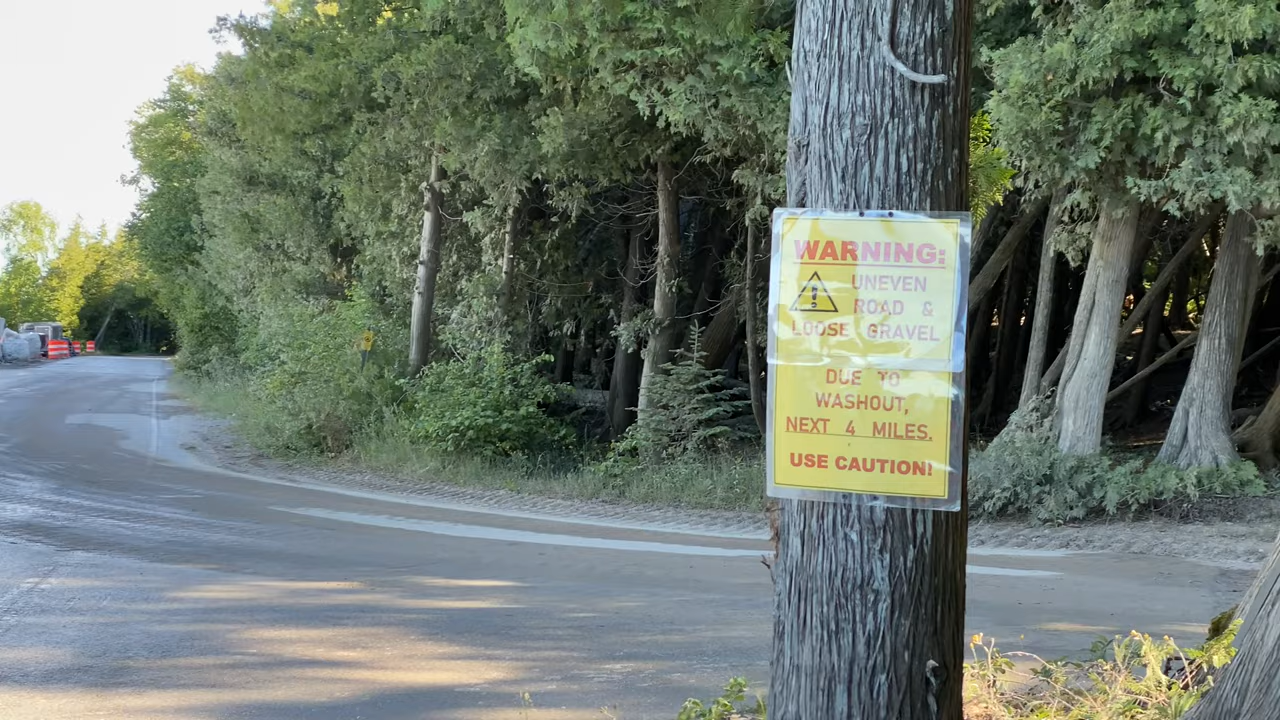 WARNING:
UNEVEN
ROAD &
LOOSE GRAVEL
DUE TO
WASHOUT,
NEXT 4 MILES.
USE CAUTION!